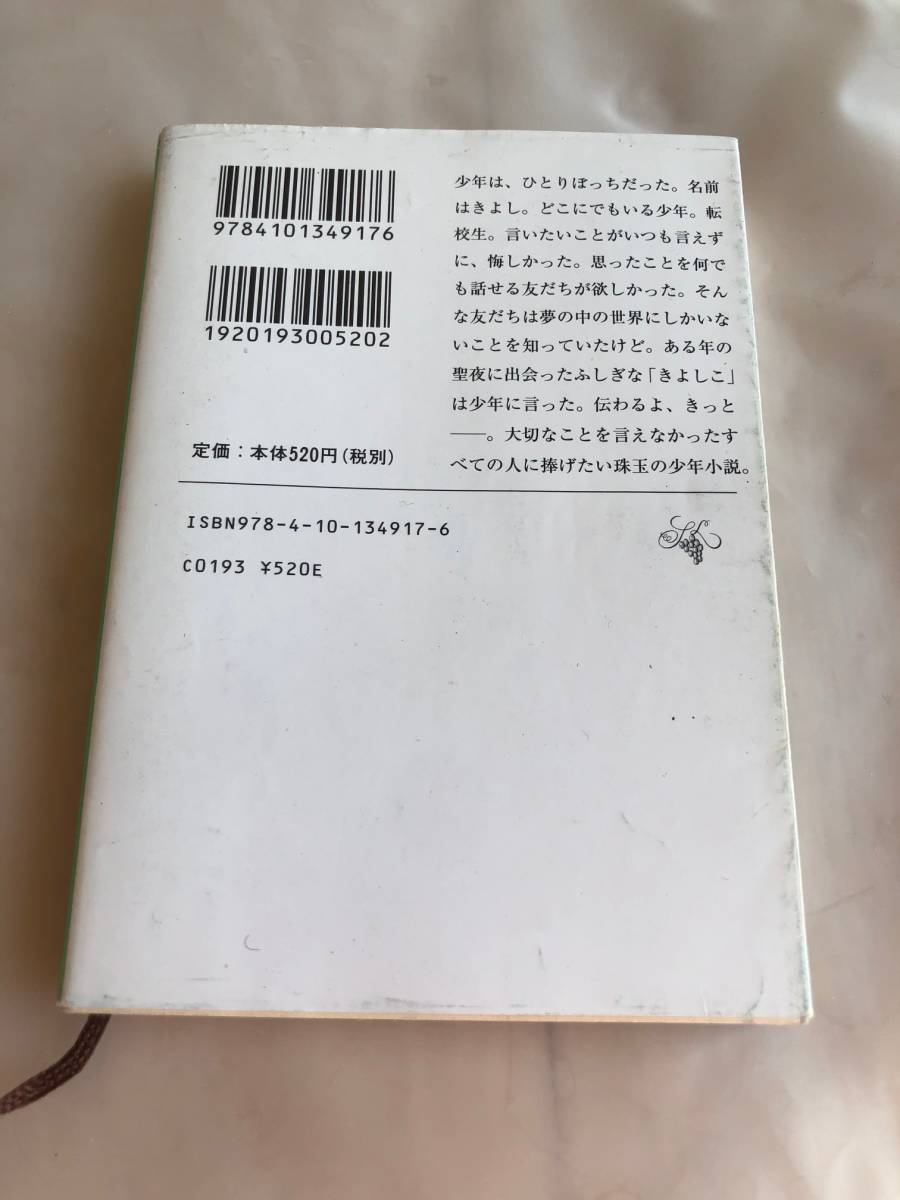 9784101349176
1920193005202
定価：本体520円(税別)
少年は、ひとりぼっちだった。名前
はきよし。どこにでもいる少年。転
校生。言いたいことがいつも言えず
に、悔しかった。思ったことを何で
も話せる友だちが欲しかった。そん
な友だちは夢の中の世界にしかいな
いことを知っていたけど。ある年の
聖夜に出会ったふしぎな「きよしこ」
は少年に言った。伝わるよ、きっと
──。大切なことを言えなかったす
べての人に捧げたい珠玉の少年小説。
ISBN978-4-10-134917-6
C0193 ¥520E